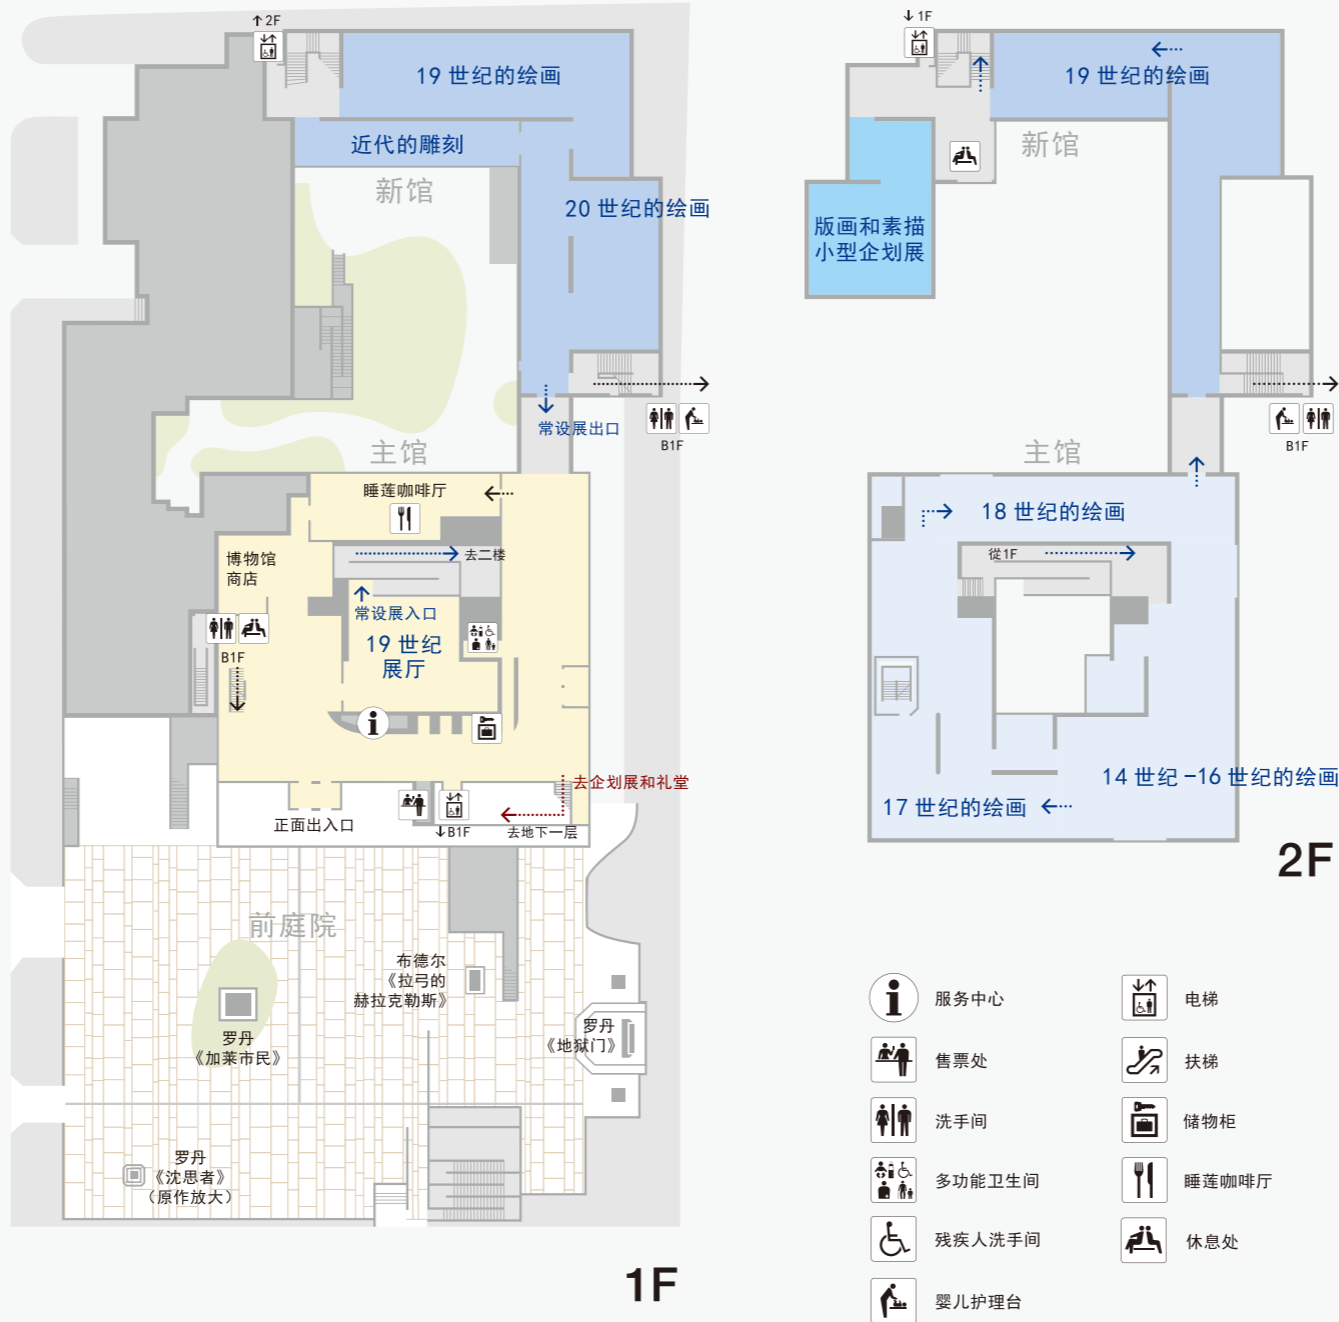 ↑ 2F
19 世纪的绘画
近代的雕刻
新馆
20 世纪的绘画
常设展出口
B1F
主馆
睡莲咖啡厅
去二楼
博物馆
商店
常设展入口
19 世纪
展厅
B1F
i
去企划展和礼堂
正面出入口
↓B1F
去地下一层
前庭院
布德尔
《拉弓的
赫拉克勒斯》
罗丹
《加莱市民》
罗丹
《地狱门》
罗丹
《沈思者》
(原作放大)
1F
↓ 1F
19 世纪的绘画
新馆
版画和素描
小型企划展
B1F
主馆
18 世纪的绘画
從1F
14 世纪 –16 世纪的绘画
17 世纪的绘画
2F
i
服务中心
售票处
洗手间
多功能卫生间
残疾人洗手间
婴儿护理台
电梯
扶梯
储物柜
睡莲咖啡厅
休息处